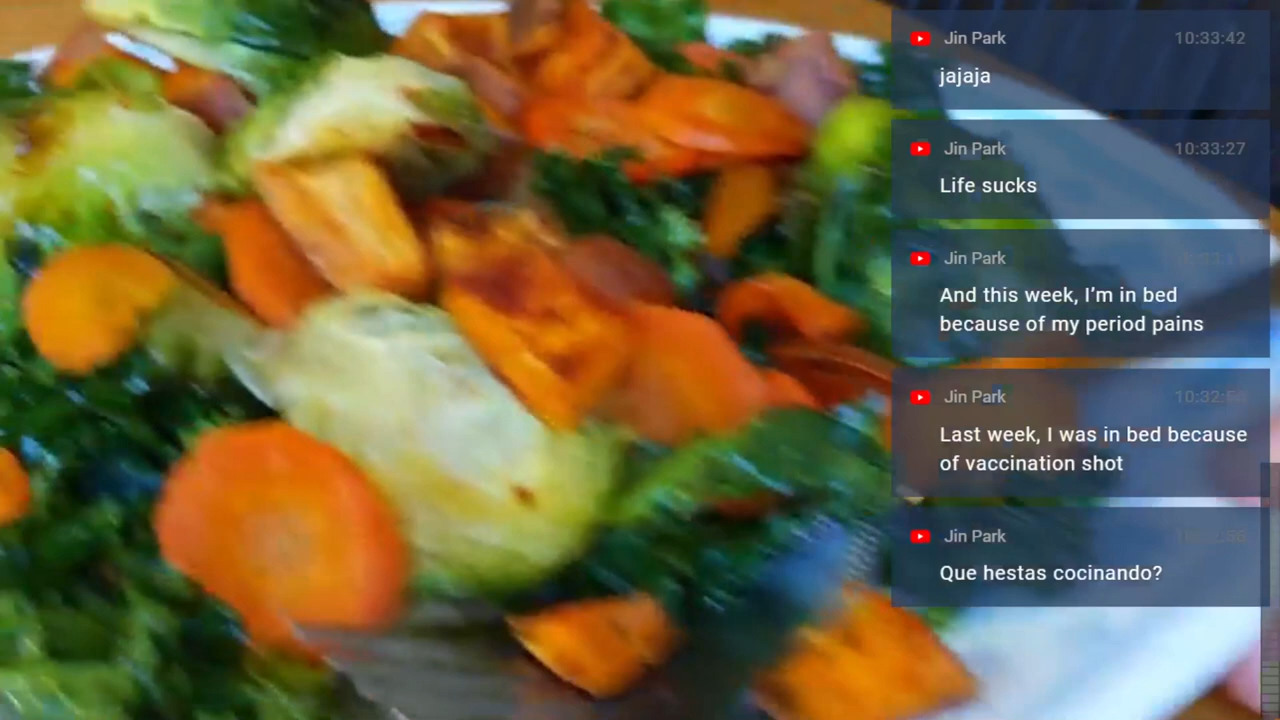 Jin Park 10:33:42
jajaja
Jin Park 10:33:27
Life sucks
Jin Park
And this week, I'm in bed
because of my period pains
Jin Park
Last week, I was in bed because
of vaccination shot
Jin Park
Que hestas cocinando?